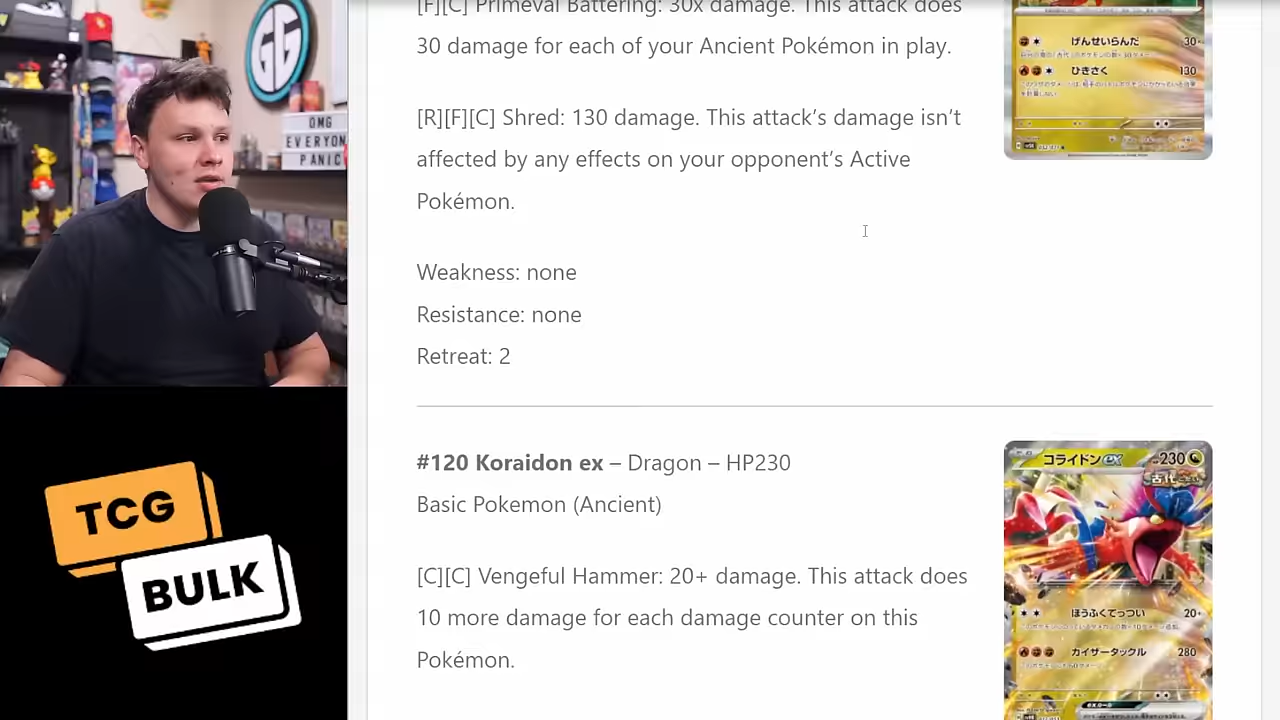 [F][C] Primeval Battering: 30x damage. This attack does
30 damage for each of your Ancient Pokémon in play.
[R][F][C] Shred: 130 damage. This attack’s damage isn’t
affected by any effects on your opponent’s Active
Pokémon.
Weakness: none
Resistance: none
Retreat: 2
#120 Koraidon ex – Dragon – HP230
Basic Pokemon (Ancient)
[C][C] Vengeful Hammer: 20+ damage. This attack does
10 more damage for each damage counter on this
Pokémon.
げんせいらんだ 30×
ひきさく 130
コライドンex 230
古代
ほうふくてっつい 20+
カイザータックル 280
GG
OMG
EVERYON
PANIC
TCG
BULK